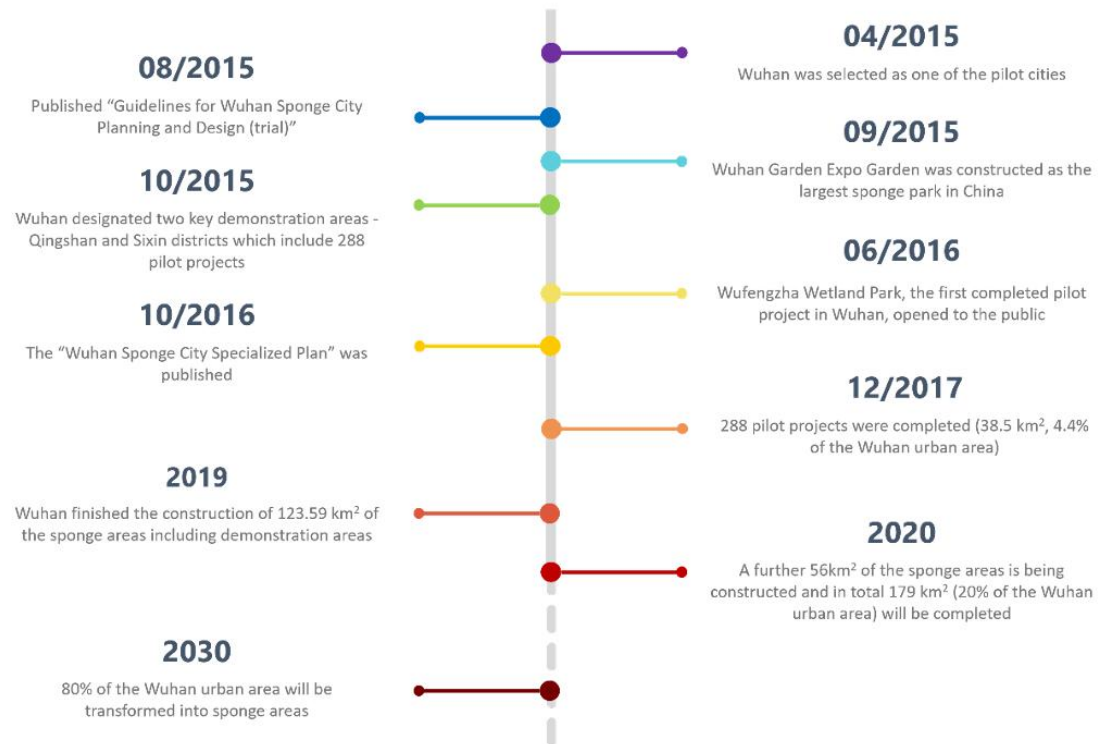 04/2015
Wuhan was selected as one of the pilot cities
08/2015
Published “Guidelines for Wuhan Sponge City
Planning and Design (trial)”
09/2015
Wuhan Garden Expo Garden was constructed as the
largest sponge park in China
10/2015
Wuhan designated two key demonstration areas -
Qingshan and Sixin districts which include 288
pilot projects
06/2016
Wufengzha Wetland Park, the first completed pilot
project in Wuhan, opened to the public
10/2016
The “Wuhan Sponge City Specialized Plan” was
published
12/2017
288 pilot projects were completed (38.5 km², 4.4%
of the Wuhan urban area)
2019
Wuhan finished the construction of 123.59 km² of
the sponge areas including demonstration areas
2020
A further 56km² of the sponge areas is being
constructed and in total 179 km² (20% of the Wuhan
urban area) will be completed
2030
80% of the Wuhan urban area will be
transformed into sponge areas